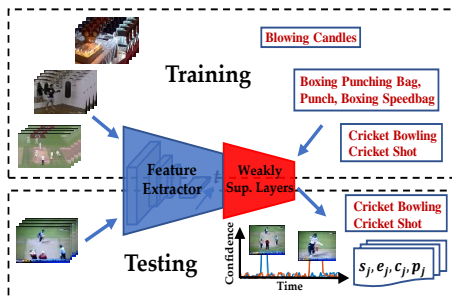 Blowing Candles
Training
Boxing Punching Bag,
Punch, Boxing Speedbag
Cricket Bowling
Cricket Shot
Feature
Extractor
Weakly
Sup. Layers
Cricket Bowling
Cricket Shot
Testing
Confidence
Time
s_j, e_j, c_j, p_j